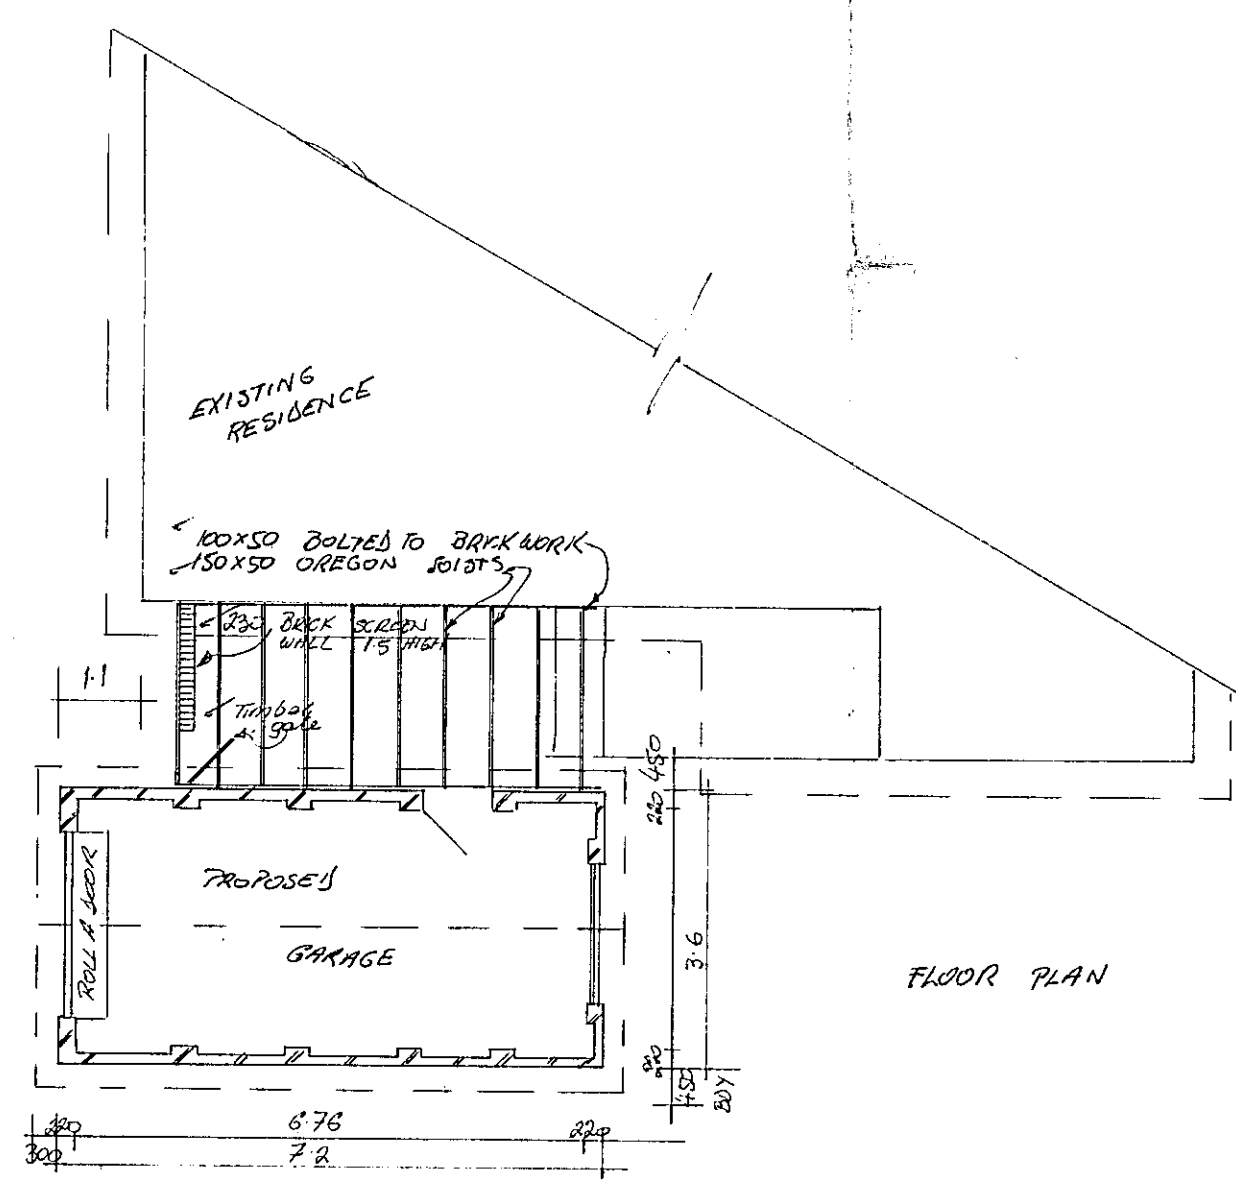 EXISTING
RESIDENCE
100x50 BOLTED TO BRICKWORK
150x50 OREGON JOISTS
230 BRICK SCREEN
WALL 1.5 HIGH
1.1
Timber
gate
450
220
PROPOSED
GARAGE
ROLL A DOOR
3.6
FLOOR PLAN
220
450
BDY
220
6.76
220
300
7.2